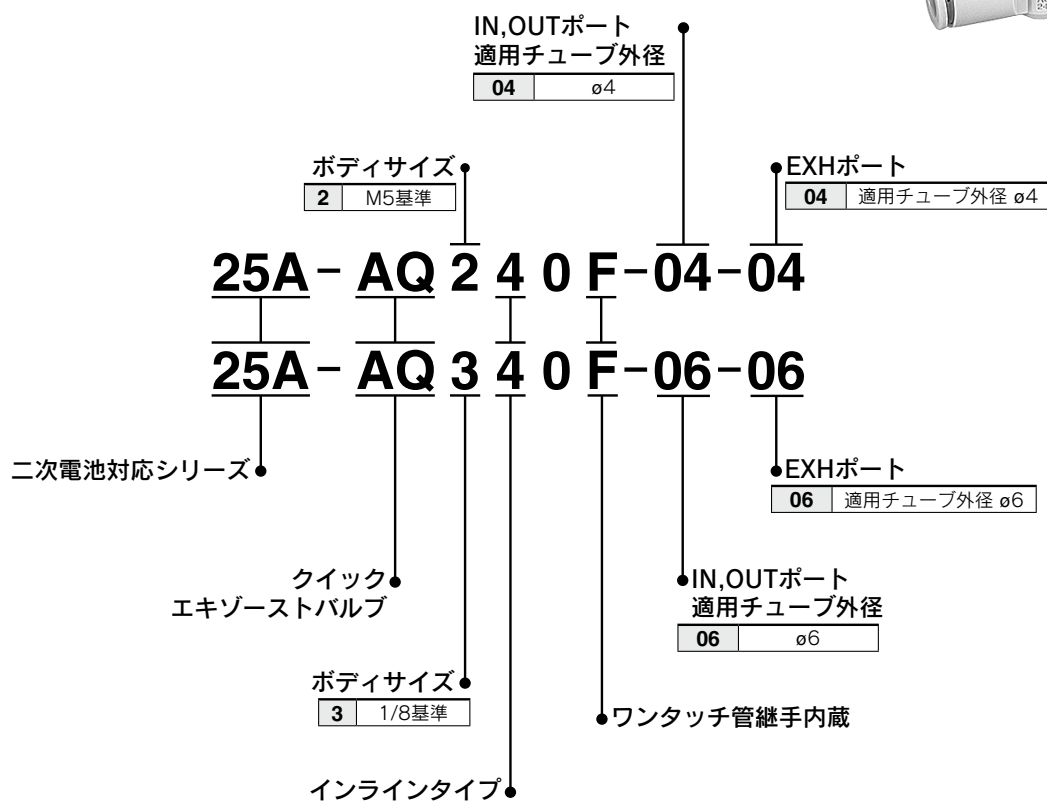 IN,OUTポート
適用チューブ外径
04 ø4
ボディサイズ
2 M5基準
EXHポート
04 適用チューブ外径 ø4
25A-AQ240F-04-04
25A-AQ340F-06-06
二次電池対応シリーズ
EXHポート
06 適用チューブ外径 ø6
クイック
エキゾーストバルブ
IN,OUTポート
適用チューブ外径
06 ø6
ボディサイズ
3 1/8基準
ワンタッチ管継手内蔵
インラインタイプ